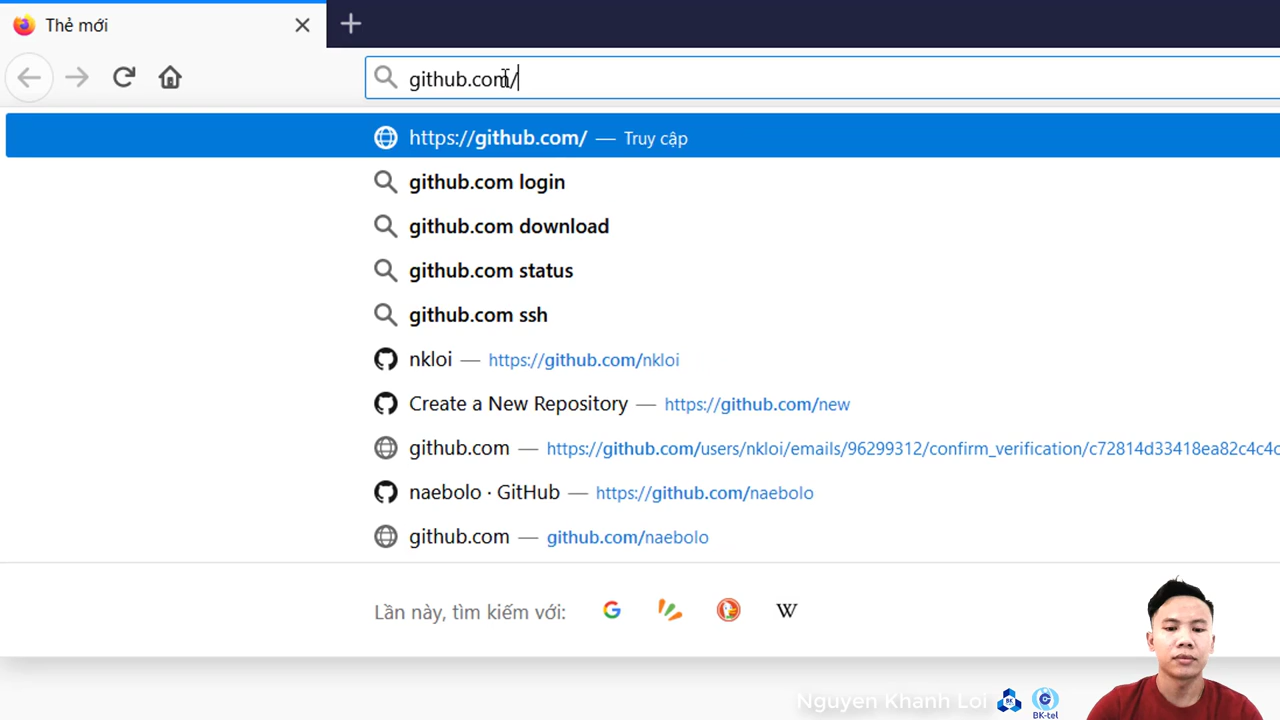 Thẻ mới
github.com/
https://github.com/ — Truy cập
github.com login
github.com download
github.com status
github.com ssh
nkloi — https://github.com/nkloi
Create a New Repository — https://github.com/new
github.com — https://github.com/users/nkloi/emails/96299312/confirm_verification/c72814d33418ea82c4c4c
naebolo · GitHub — https://github.com/naebolo
github.com — github.com/naebolo
Lần này, tìm kiếm với:
Nguyen Khanh Loi
BK-tel